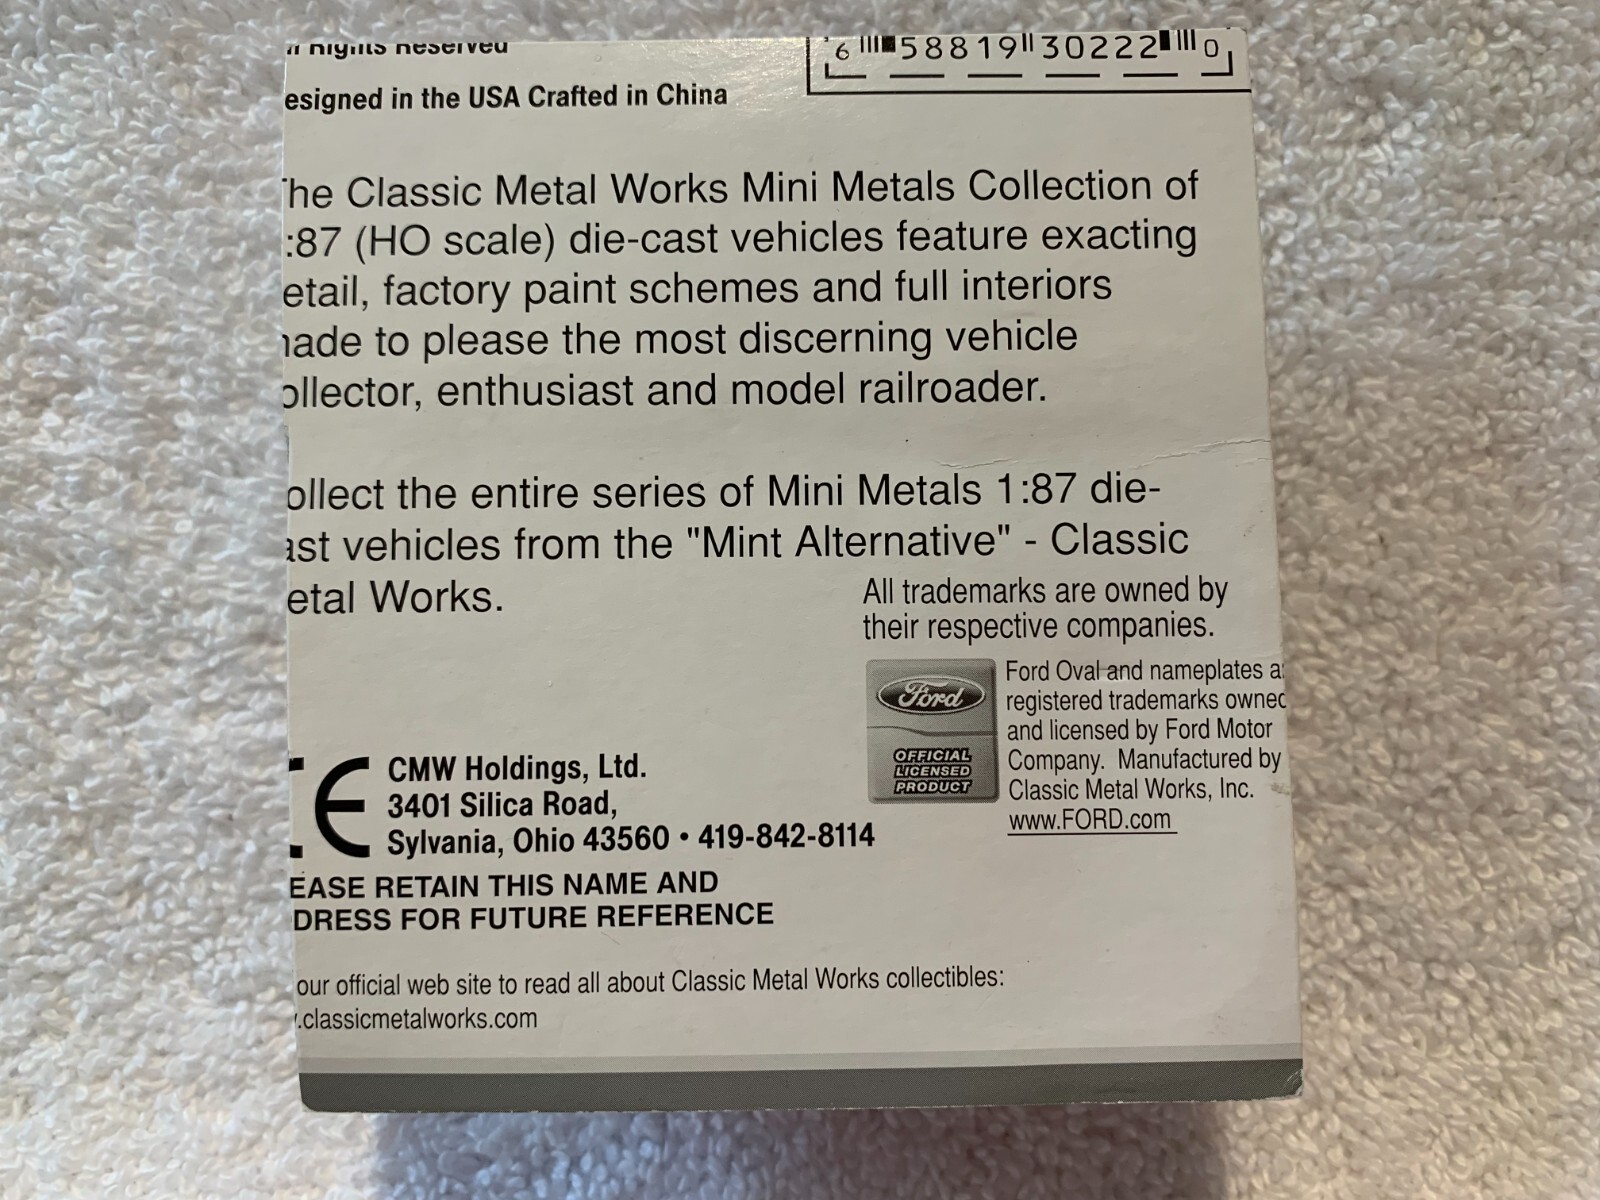 Rights Reserved
6 58819 30222 0
esigned in the USA Crafted in China
he Classic Metal Works Mini Metals Collection of
:87 (HO scale) die-cast vehicles feature exacting
etail, factory paint schemes and full interiors
ade to please the most discerning vehicle
ollector, enthusiast and model railroader.
ollect the entire series of Mini Metals 1:87 die-
ast vehicles from the "Mint Alternative" - Classic
etal Works.
All trademarks are owned by
their respective companies.
Ford
OFFICIAL
LICENSED
PRODUCT
Ford Oval and nameplates a
registered trademarks owned
and licensed by Ford Motor
Company. Manufactured by
Classic Metal Works, Inc.
www.FORD.com
CE
CMW Holdings, Ltd.
3401 Silica Road,
Sylvania, Ohio 43560 • 419-842-8114
EASE RETAIN THIS NAME AND
DRESS FOR FUTURE REFERENCE
our official web site to read all about Classic Metal Works collectibles:
.classicmetalworks.com